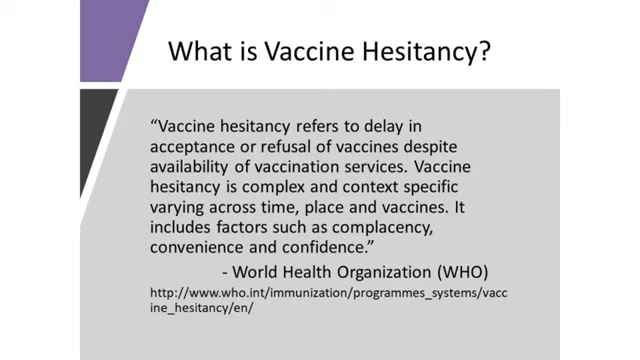 What is Vaccine Hesitancy?
“Vaccine hesitancy refers to delay in
acceptance or refusal of vaccines despite
availability of vaccination services. Vaccine
hesitancy is complex and context specific
varying across time, place and vaccines. It
includes factors such as complacency,
convenience and confidence.”
- World Health Organization (WHO)
http://www.who.int/immunization/programmes_systems/vacc
ine_hesitancy/en/